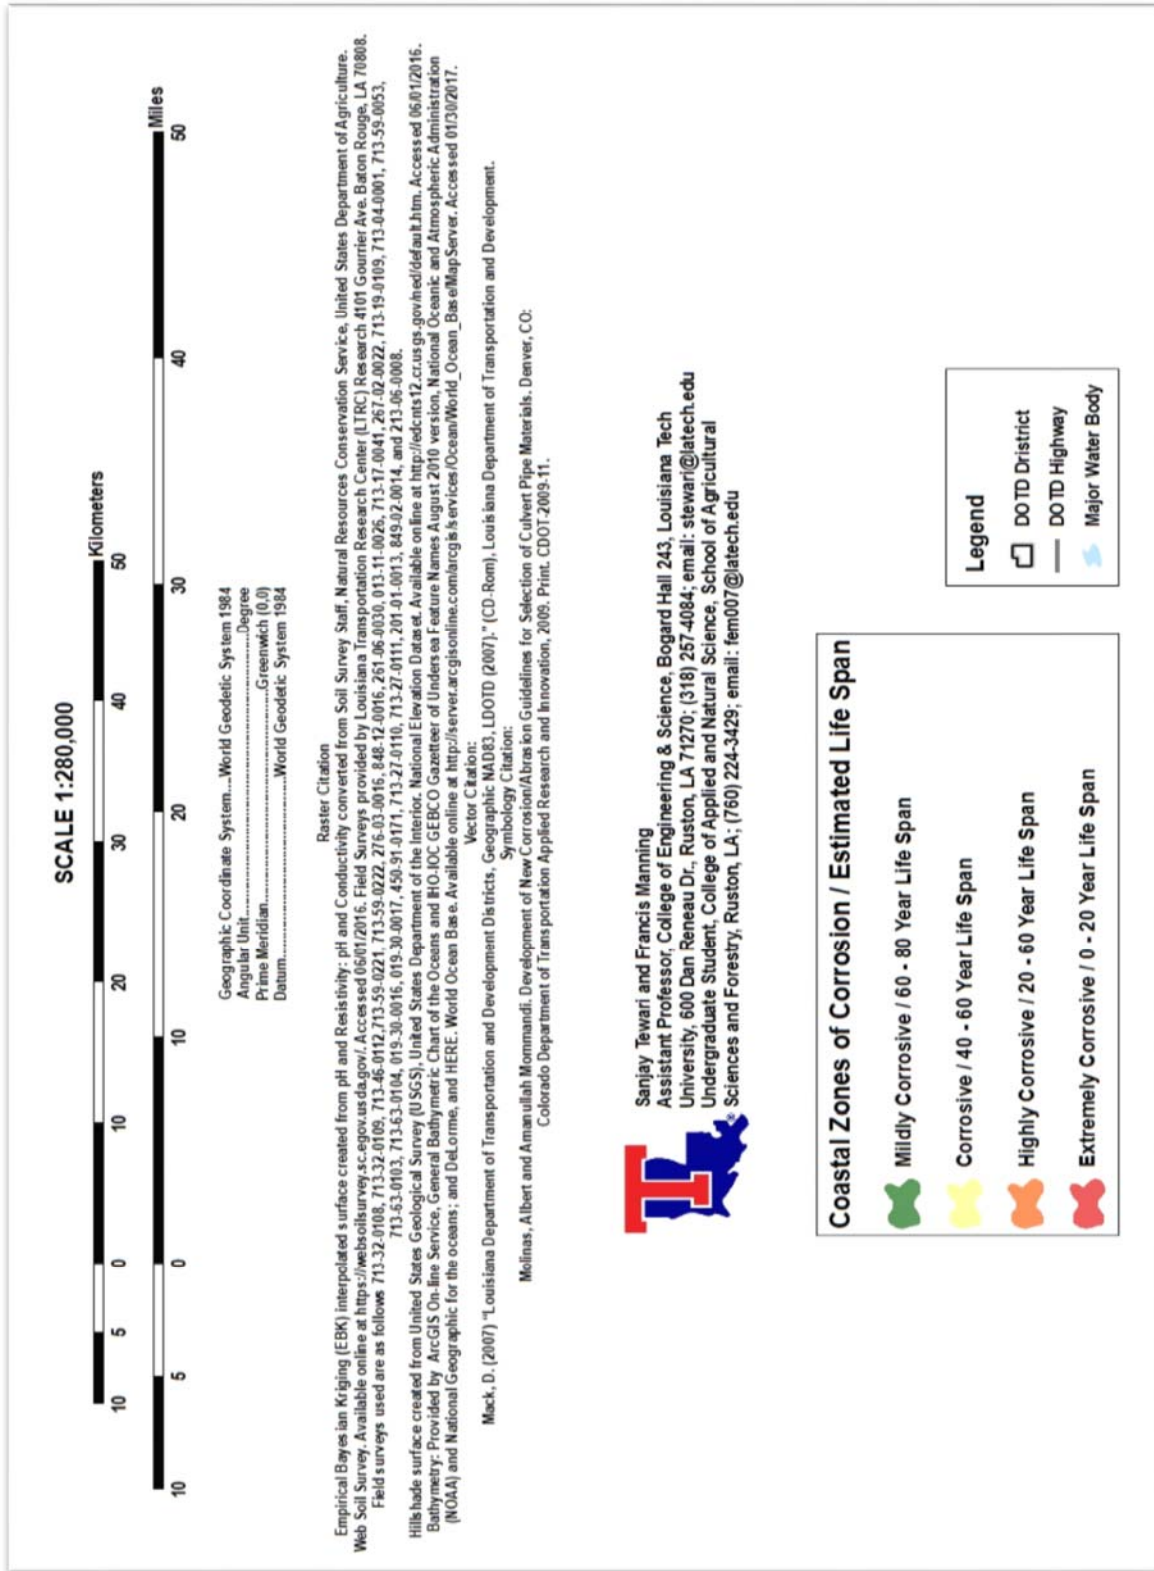 SCALE 1:280,000
Kilometers
10 5 0 10 20 30 40 50
Miles
10 5 0 10 20 30 40 50
Geographic Coordinate System....World Geodetic System 1984
Angular Unit..........................................................Degree
Prime Meridian............................................Greenwich (0,0)
Datum.....................................World Geodetic System 1984
Raster Citation
Empirical Bayesian Kriging (EBK) interpolated surface created from pH and Resistivity: pH and Conductivity converted from Soil Survey Staff, Natural Resources Conservation Service, United States Department of Agriculture.
Web Soil Survey. Available online at https://websoilsurvey.sc.egov.usda.gov/. Accessed 06/01/2016. Field Surveys provided by Louisiana Transportation Research Center (LTRC) Research 4101 Gourrier Ave. Baton Rouge, LA 70808.
Field surveys used are as follows 713-32-0108, 713-32-0109, 713-46-0112, 713-59-0221, 713-59-0222, 276-03-0016, 848-12-0016, 261-06-0030, 013-11-0026, 713-17-0041, 267-02-0022, 713-19-0109, 713-04-0001, 713-59-0053,
713-63-0103, 713-63-0104, 019-30-0016, 019-30-0017, 450-91-0171, 713-27-0110, 713-27-0111, 201-01-0013, 849-02-0014, and 213-06-0008.
Hillshade surface created from United States Geological Survey (USGS), United States Department of the Interior. National Elevation Dataset. Available online at http://edcnts12.cr.usgs.gov/ned/default.htm. Accessed 06/01/2016.
Bathymetry: Provided by ArcGIS On-line Service, General Bathymetric Chart of the Oceans and IHO-IOC GEBCO Gazetteer of Undersea Feature Names August 2010 version, National Oceanic and Atmospheric Administration
(NOAA) and National Geographic for the oceans; and DeLorme, and HERE. World Ocean Base. Available online at http://server.arcgisonline.com/arcgis/services/Ocean/World_Ocean_Base/MapServer. Accessed 01/30/2017.
Vector Citation:
Mack, D. (2007) "Louisiana Department of Transportation and Development Districts, Geographic NAD83, LDOTD (2007)." (CD-Rom), Louisiana Department of Transportation and Development.
Symbology Citation:
Molinas, Albert and Amanullah Mommandi. Development of New Corrosion/Abrasion Guidelines for Selection of Culvert Pipe Materials. Denver, CO:
Colorado Department of Transportation Applied Research and Innovation, 2009. Print. CDOT-2009-11.
Sanjay Tewari and Francis Manning
Assistant Professor, College of Engineering & Science, Bogard Hall 243, Louisiana Tech
University, 600 Dan Reneau Dr., Ruston, LA 71270; (318) 257-4084; email: stewari@latech.edu
Undergraduate Student, College of Applied and Natural Science, School of Agricultural
Sciences and Forestry, Ruston, LA; (760) 224-3429; email: fem007@latech.edu
Coastal Zones of Corrosion / Estimated Life Span
Mildly Corrosive / 60 - 80 Year Life Span
Corrosive / 40 - 60 Year Life Span
Highly Corrosive / 20 - 60 Year Life Span
Extremely Corrosive / 0 - 20 Year Life Span
Legend
DOTD Dristrict
DOTD Highway
Major Water Body